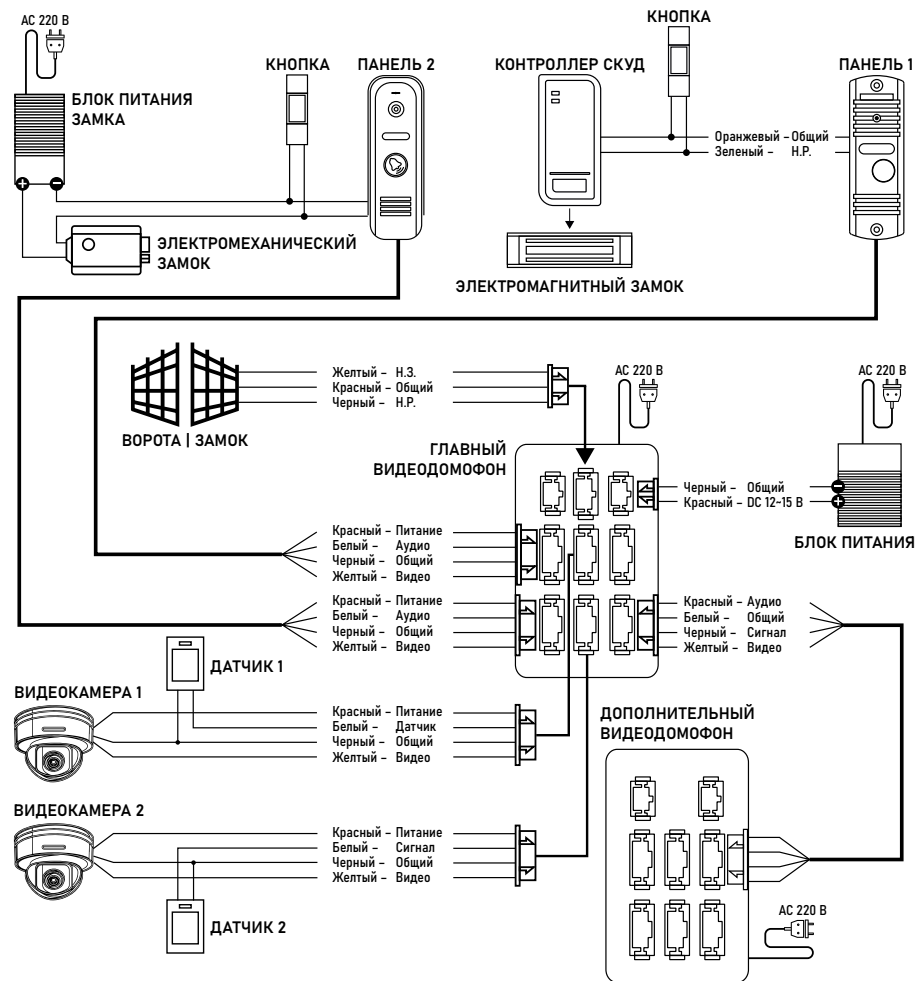 AC 220 В
КНОПКА
КНОПКА
ПАНЕЛЬ 2
КОНТРОЛЛЕР СКУД
ПАНЕЛЬ 1
БЛОК ПИТАНИЯ
ЗАМКА
Оранжевый – Общий
Зеленый – Н.Р.
ЭЛЕКТРОМЕХАНИЧЕСКИЙ
ЗАМОК
ЭЛЕКТРОМАГНИТНЫЙ ЗАМОК
Желтый – Н.З.
Красный – Общий
Черный – Н.Р.
ВОРОТА | ЗАМОК
AC 220 В
AC 220 В
ГЛАВНЫЙ
ВИДЕОДОМОФОН
Черный – Общий
Красный – DC 12~15 В
БЛОК ПИТАНИЯ
Красный – Питание
Белый – Аудио
Черный – Общий
Желтый – Видео
Красный – Питание
Белый – Аудио
Черный – Общий
Желтый – Видео
Красный – Аудио
Белый – Общий
Черный – Сигнал
Желтый – Видео
ДАТЧИК 1
ВИДЕОКАМЕРА 1
Красный – Питание
Белый – Датчик
Черный – Общий
Желтый – Видео
ДОПОЛНИТЕЛЬНЫЙ
ВИДЕОДОМОФОН
ВИДЕОКАМЕРА 2
Красный – Питание
Белый – Сигнал
Черный – Общий
Желтый – Видео
ДАТЧИК 2
AC 220 В